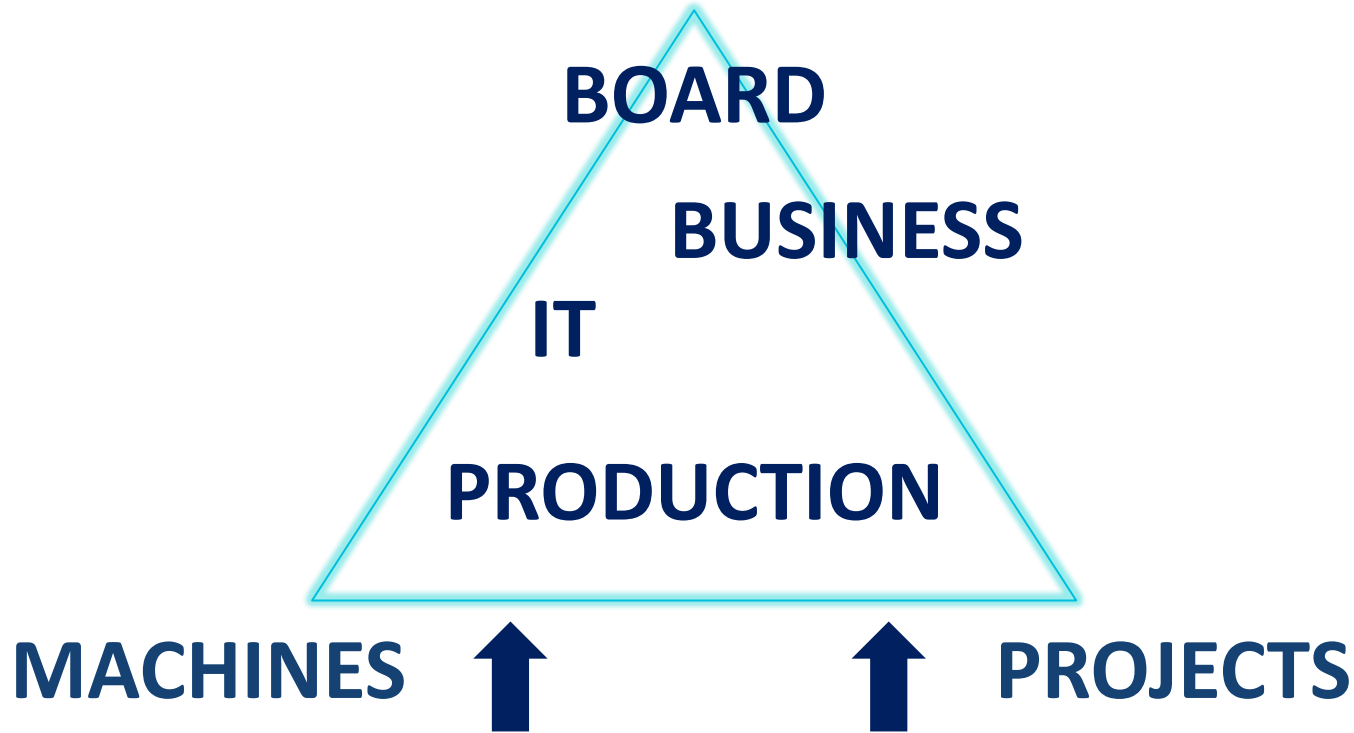 BOARD
BUSINESS
IT
PRODUCTION
MACHINES
PROJECTS